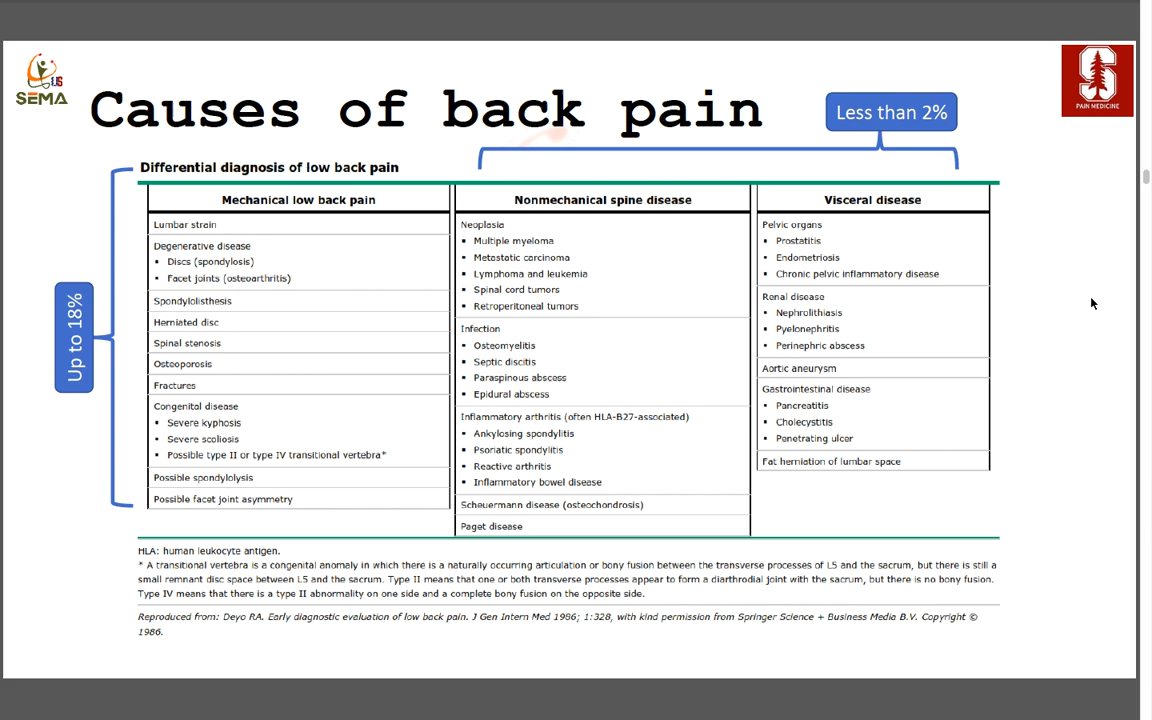 SEMA
PAIN MEDICINE
Causes of back pain
Less than 2%
Up to 18%
Differential diagnosis of low back pain
Mechanical low back pain
Lumbar strain
Degenerative disease
▪ Discs (spondylosis)
▪ Facet joints (osteoarthritis)
Spondylolisthesis
Herniated disc
Spinal stenosis
Osteoporosis
Fractures
Congenital disease
▪ Severe kyphosis
▪ Severe scoliosis
▪ Possible type II or type IV transitional vertebra*
Possible spondylolysis
Possible facet joint asymmetry
Nonmechanical spine disease
Neoplasia
▪ Multiple myeloma
▪ Metastatic carcinoma
▪ Lymphoma and leukemia
▪ Spinal cord tumors
▪ Retroperitoneal tumors
Infection
▪ Osteomyelitis
▪ Septic discitis
▪ Paraspinous abscess
▪ Epidural abscess
Inflammatory arthritis (often HLA-B27-associated)
▪ Ankylosing spondylitis
▪ Psoriatic spondylitis
▪ Reactive arthritis
▪ Inflammatory bowel disease
Scheuermann disease (osteochondrosis)
Paget disease
Visceral disease
Pelvic organs
▪ Prostatitis
▪ Endometriosis
▪ Chronic pelvic inflammatory disease
Renal disease
▪ Nephrolithiasis
▪ Pyelonephritis
▪ Perinephric abscess
Aortic aneurysm
Gastrointestinal disease
▪ Pancreatitis
▪ Cholecystitis
▪ Penetrating ulcer
Fat herniation of lumbar space
HLA: human leukocyte antigen.
* A transitional vertebra is a congenital anomaly in which there is a naturally occurring articulation or bony fusion between the transverse processes of L5 and the sacrum, but there is still a
small remnant disc space between L5 and the sacrum. Type II means that one or both transverse processes appear to form a diarthrodial joint with the sacrum, but there is no bony fusion.
Type IV means that there is a type II abnormality on one side and a complete bony fusion on the opposite side.
Reproduced from: Deyo RA. Early diagnostic evaluation of low back pain. J Gen Intern Med 1986; 1:328, with kind permission from Springer Science + Business Media B.V. Copyright ©
1986.